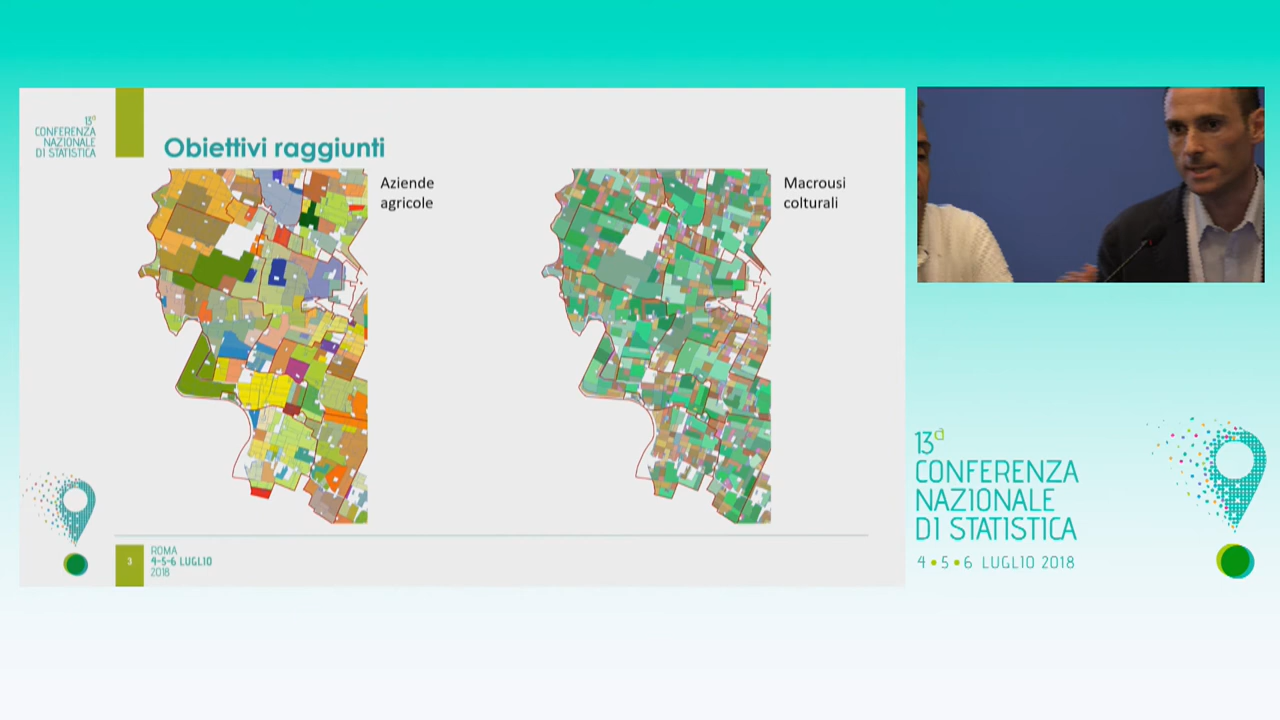 13ª
CONFERENZA
NAZIONALE
DI STATISTICA
Obiettivi raggiunti
Aziende
agricole
Macrousi
colturali
3
ROMA
4-5-6 LUGLIO
2018
13ª
CONFERENZA
NAZIONALE
DI STATISTICA
4•5•6 LUGLIO 2018